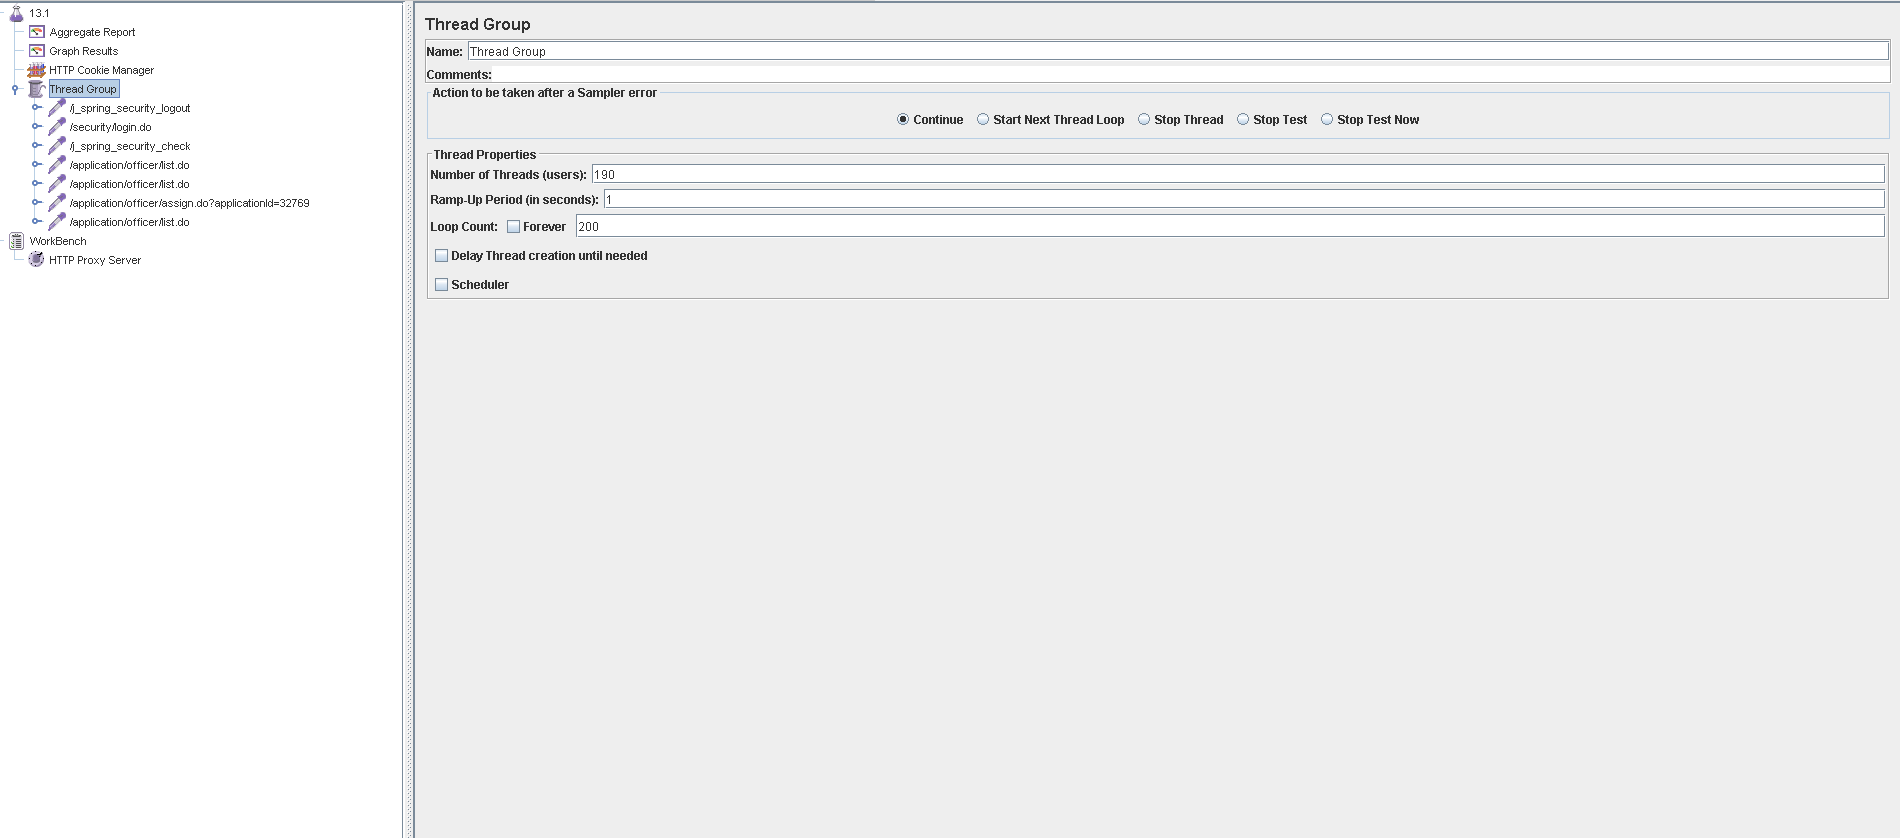 13.1
Aggregate Report
Graph Results
HTTP Cookie Manager
Thread Group
/j_spring_security_logout
/security/login.do
/j_spring_security_check
/application/officer/list.do
/application/officer/list.do
/application/officer/assign.do?applicationId=32769
/application/officer/list.do
WorkBench
HTTP Proxy Server
Thread Group
Name: Thread Group
Comments:
Action to be taken after a Sampler error
Continue Start Next Thread Loop Stop Thread Stop Test Stop Test Now
Thread Properties
Number of Threads (users): 190
Ramp-Up Period (in seconds): 1
Loop Count: Forever 200
Delay Thread creation until needed
Scheduler